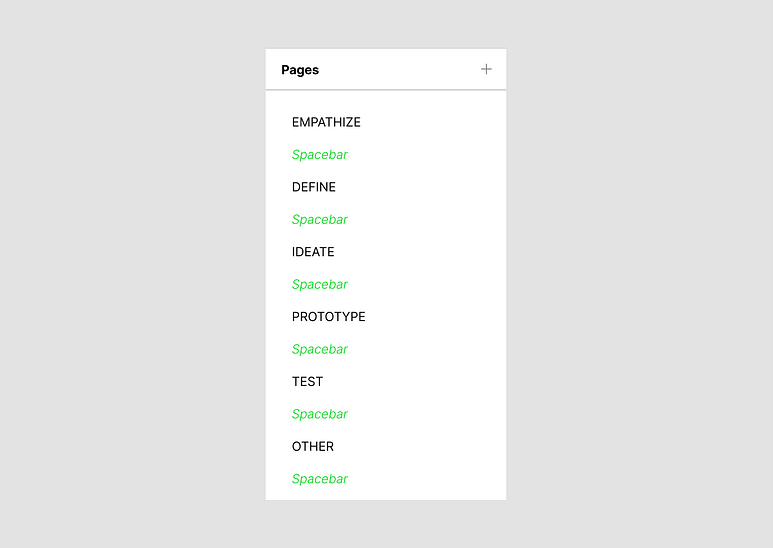 Pages
EMPATHIZE
Spacebar
DEFINE
Spacebar
IDEATE
Spacebar
PROTOTYPE
Spacebar
TEST
Spacebar
OTHER
Spacebar